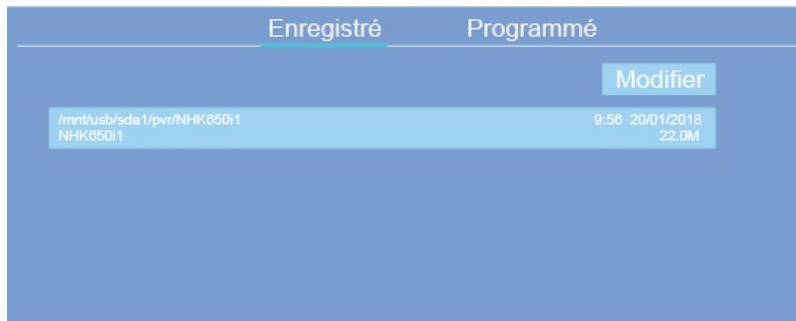 Enregistré Programmé
Modifier
/mnt/usb/sda1/pvr/NHK650i1 9:56 20/01/2018
NHK650i1 22.0M